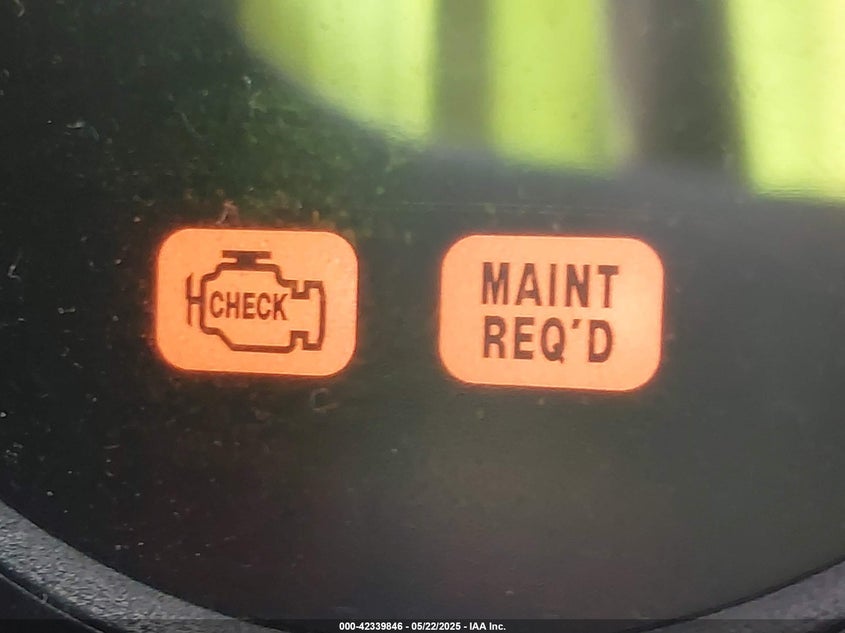 CHECK
MAINT
REQ'D
000-42339846 - 05/22/2025 - IAA Inc.